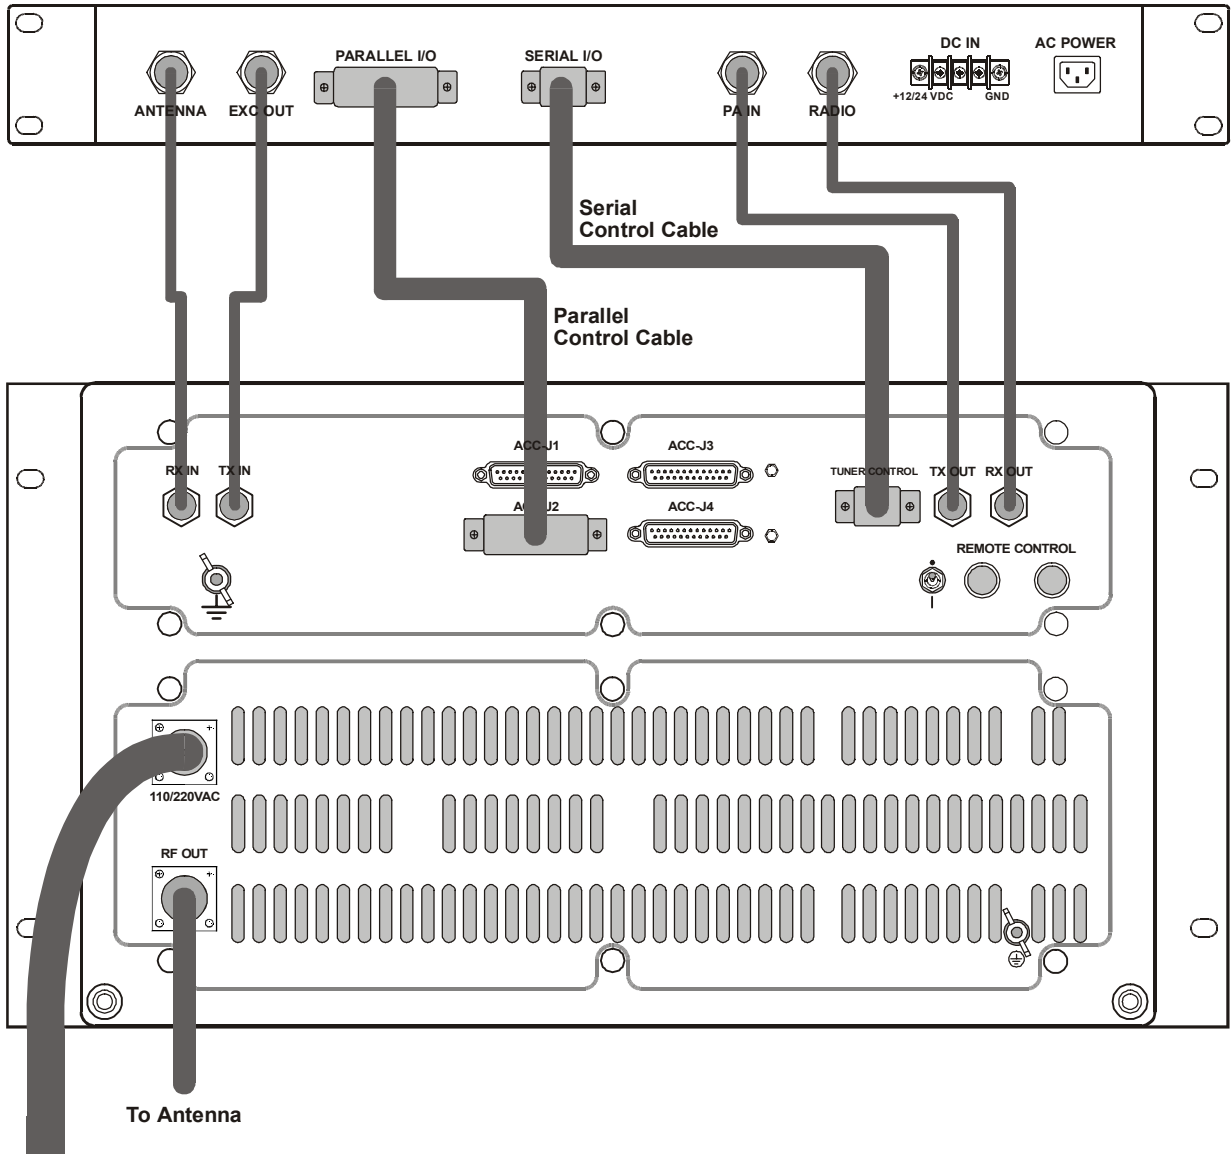 PARALLEL I/O
SERIAL I/O
DC IN
AC POWER
+12/24 VDC
GND
ANTENNA
EXC OUT
PA IN
RADIO
Serial
Control Cable
Parallel
Control Cable
ACC-J1
ACC-J3
RX IN
TX IN
TUNER CONTROL
TX OUT
RX OUT
ACC-J2
ACC-J4
REMOTE CONTROL
110/220VAC
RF OUT
To Antenna